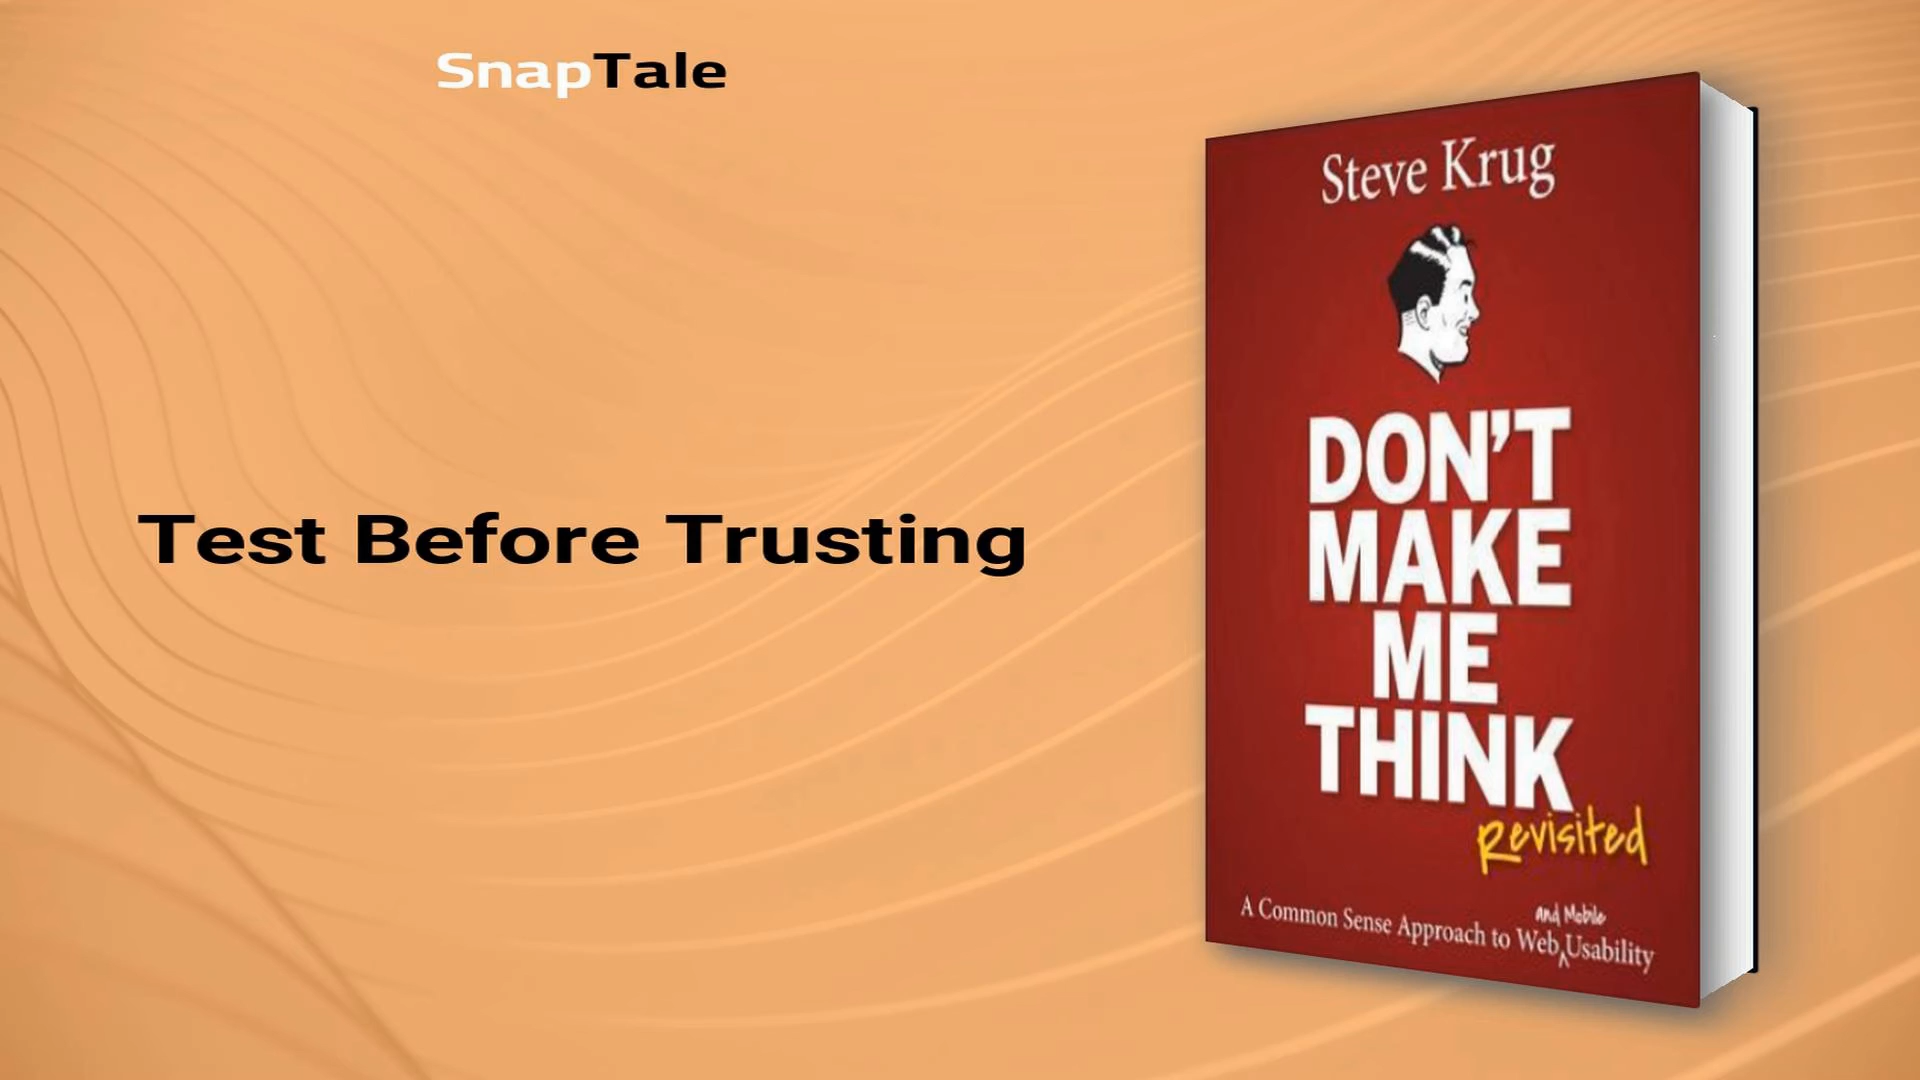 SnapTale
Test Before Trusting
Steve Krug
DON'T
MAKE
ME
THINK
Revisited
and Mobile
A Common Sense Approach to Web Usability